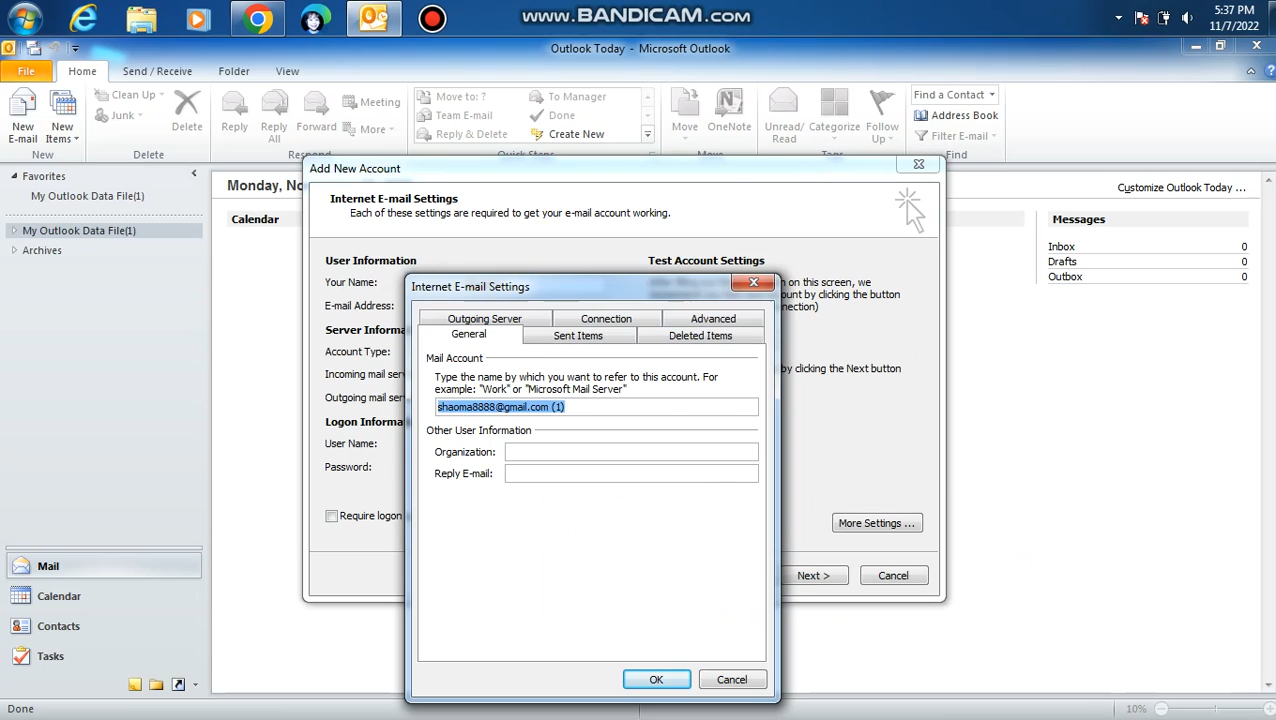 www.BANDICAM.com
5:37 PM
11/7/2022
Outlook Today - Microsoft Outlook
File
Home
Send / Receive
Folder
View
New E-mail
New Items
New
Clean Up
Junk
Delete
Delete
Reply
Reply All
Forward
Meeting
More
Respond
Move to: ?
Team E-mail
Reply & Delete
To Manager
Done
Create New
Quick Steps
Move
OneNote
Move
Unread/ Read
Categorize
Follow Up
Tags
Find a Contact
Address Book
Filter E-mail
Find
Favorites
My Outlook Data File(1)
My Outlook Data File(1)
Archives
Mail
Calendar
Contacts
Tasks
Monday, No
Calendar
Customize Outlook Today ...
Messages
Inbox 0
Drafts 0
Outbox 0
Add New Account
Internet E-mail Settings
Each of these settings are required to get your e-mail account working.
User Information
Your Name:
E-mail Address:
Server Informa
Account Type:
Incoming mail serv
Outgoing mail serv
Logon Informat
User Name:
Password:
Require logon
Test Account Settings
on this screen, we
account by clicking the button
onnection)
by clicking the Next button
More Settings ...
Next >
Cancel
Internet E-mail Settings
Outgoing Server
Connection
Advanced
General
Sent Items
Deleted Items
Mail Account
Type the name by which you want to refer to this account. For
example: "Work" or "Microsoft Mail Server"
shaoma8888@gmail.com (1)
Other User Information
Organization:
Reply E-mail:
OK
Cancel
Done
10%